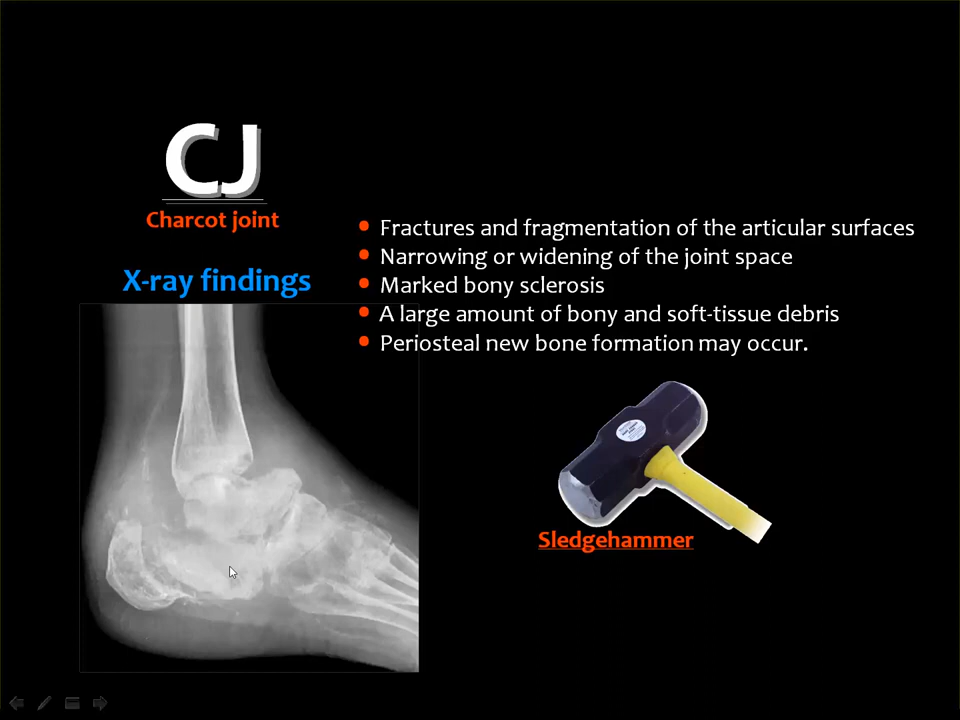 CJ
Charcot joint
X-ray findings
• Fractures and fragmentation of the articular surfaces
• Narrowing or widening of the joint space
• Marked bony sclerosis
• A large amount of bony and soft-tissue debris
• Periosteal new bone formation may occur.
Sledgehammer